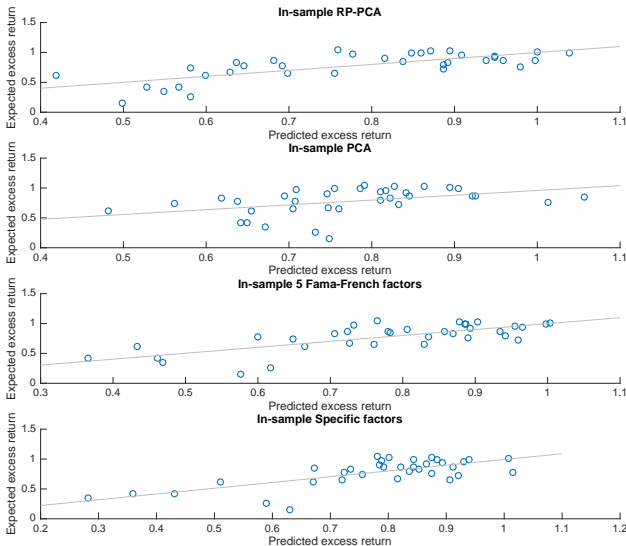 In-sample RP-PCA
Expected excess return
1.5
1
0.5
0
0.4 0.5 0.6 0.7 0.8 0.9 1 1.1
Predicted excess return
In-sample PCA
Expected excess return
1.5
1
0.5
0
0.4 0.5 0.6 0.7 0.8 0.9 1 1.1
Predicted excess return
In-sample 5 Fama-French factors
Expected excess return
1.5
1
0.5
0
0.3 0.4 0.5 0.6 0.7 0.8 0.9 1 1.1
Predicted excess return
In-sample Specific factors
Expected excess return
1.5
1
0.5
0
0.2 0.3 0.4 0.5 0.6 0.7 0.8 0.9 1 1.1 1.2
Predicted excess return